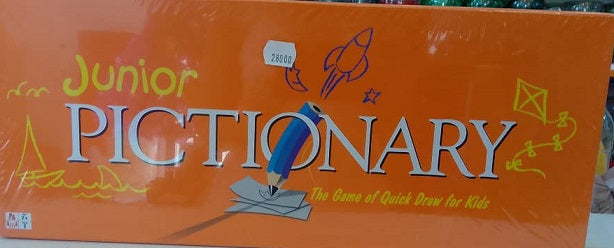 28000
Junior
PICTIONARY
The Game of Quick Draw for Kids